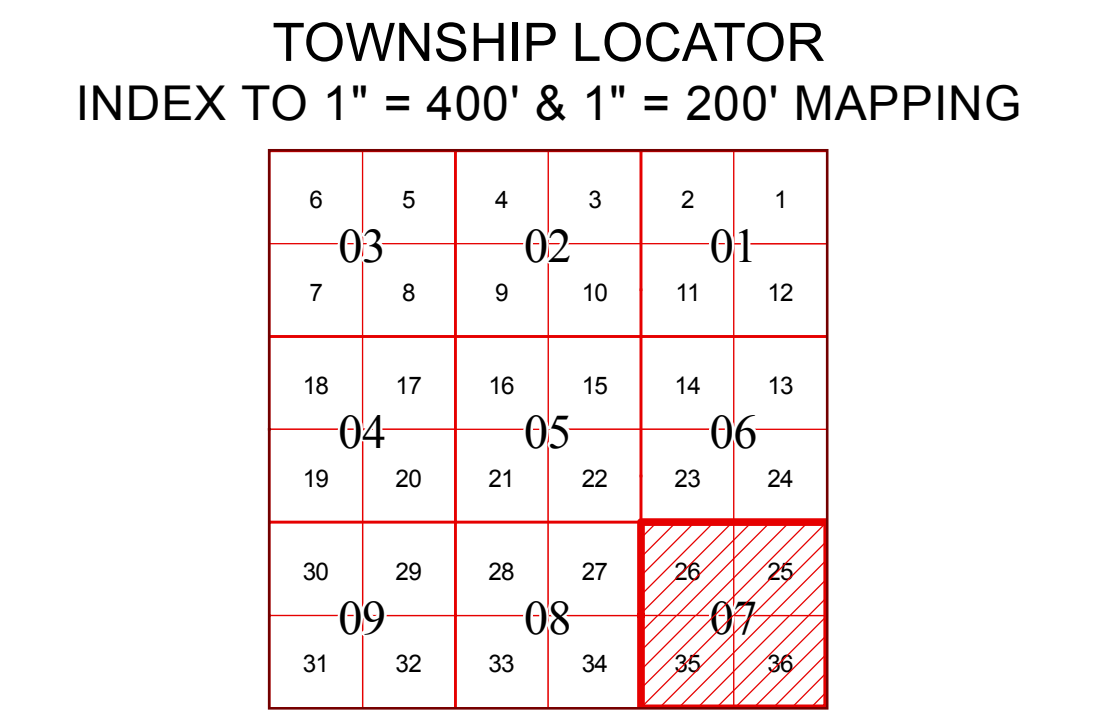 TOWNSHIP LOCATOR
INDEX TO 1" = 400' & 1" = 200' MAPPING
6 5 4 3 2 1
03 02 01
7 8 9 10 11 12
18 17 16 15 14 13
04 05 06
19 20 21 22 23 24
30 29 28 27 26 25
09 08 07
31 32 33 34 35 36